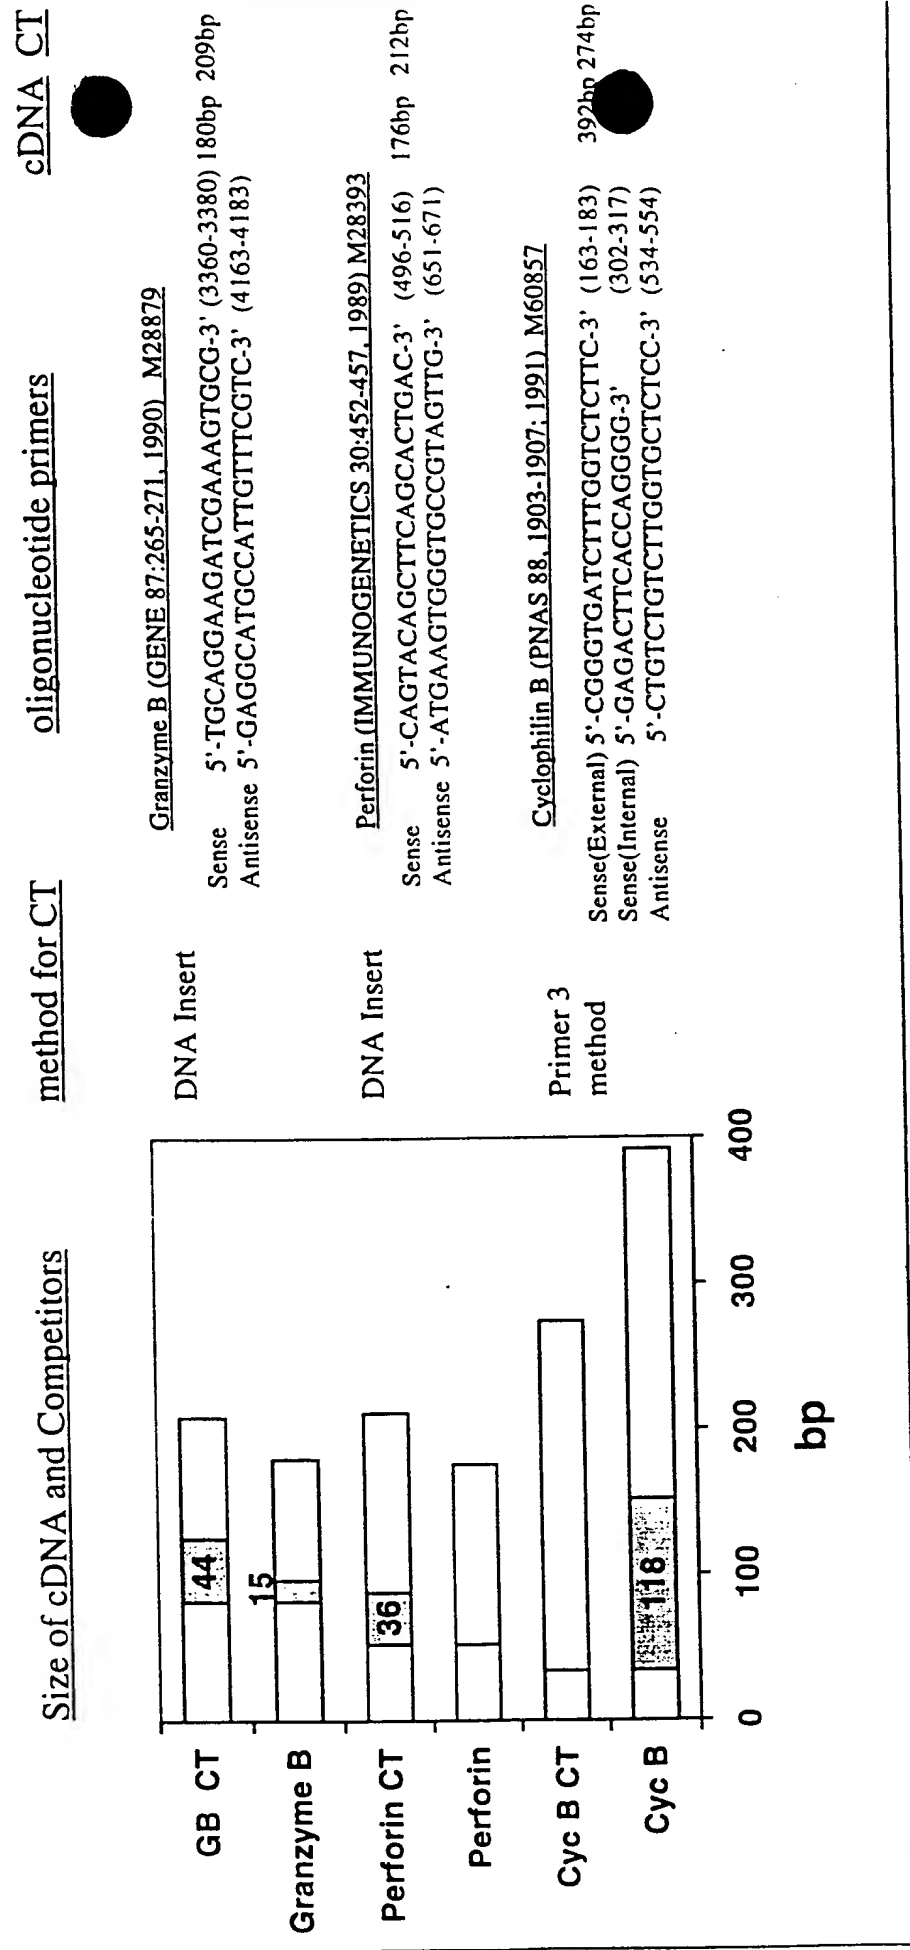 Size of cDNA and Competitors
method for CT
oligonucleotide primers
cDNA CT
GB CT
44
Granzyme B
15
Perforin CT
36
Perforin
Cyc B CT
Cyc B
118
0 100 200 300 400
bp
DNA Insert
Granzyme B (GENE 87:265-271, 1990) M28879
Sense 5'-TGCAGGAAGATCGAAAGTGCG-3' (3360-3380) 180bp 209bp
Antisense 5'-GAGGCATGCCATTGTTTCGTC-3' (4163-4183)
DNA Insert
Perforin (IMMUNOGENETICS 30:452-457, 1989) M28393
Sense 5'-CAGTACAGCTTCAGCACTGAC-3' (496-516) 176bp 212bp
Antisense 5'-ATGAAGTGGGTGCCGTAGTTG-3' (651-671)
Primer 3
method
Cyclophilin B (PNAS 88, 1903-1907; 1991) M60857
Sense(External) 5'-CGGGTGATCTTTGGTCTCTTC-3' (163-183) 392bp 274bp
Sense(Internal) 5'-GAGACTTCACCAGGGG-3' (302-317)
Antisense 5'-CTGTCTGTCTTGGTGCTCTCC-3' (534-554)